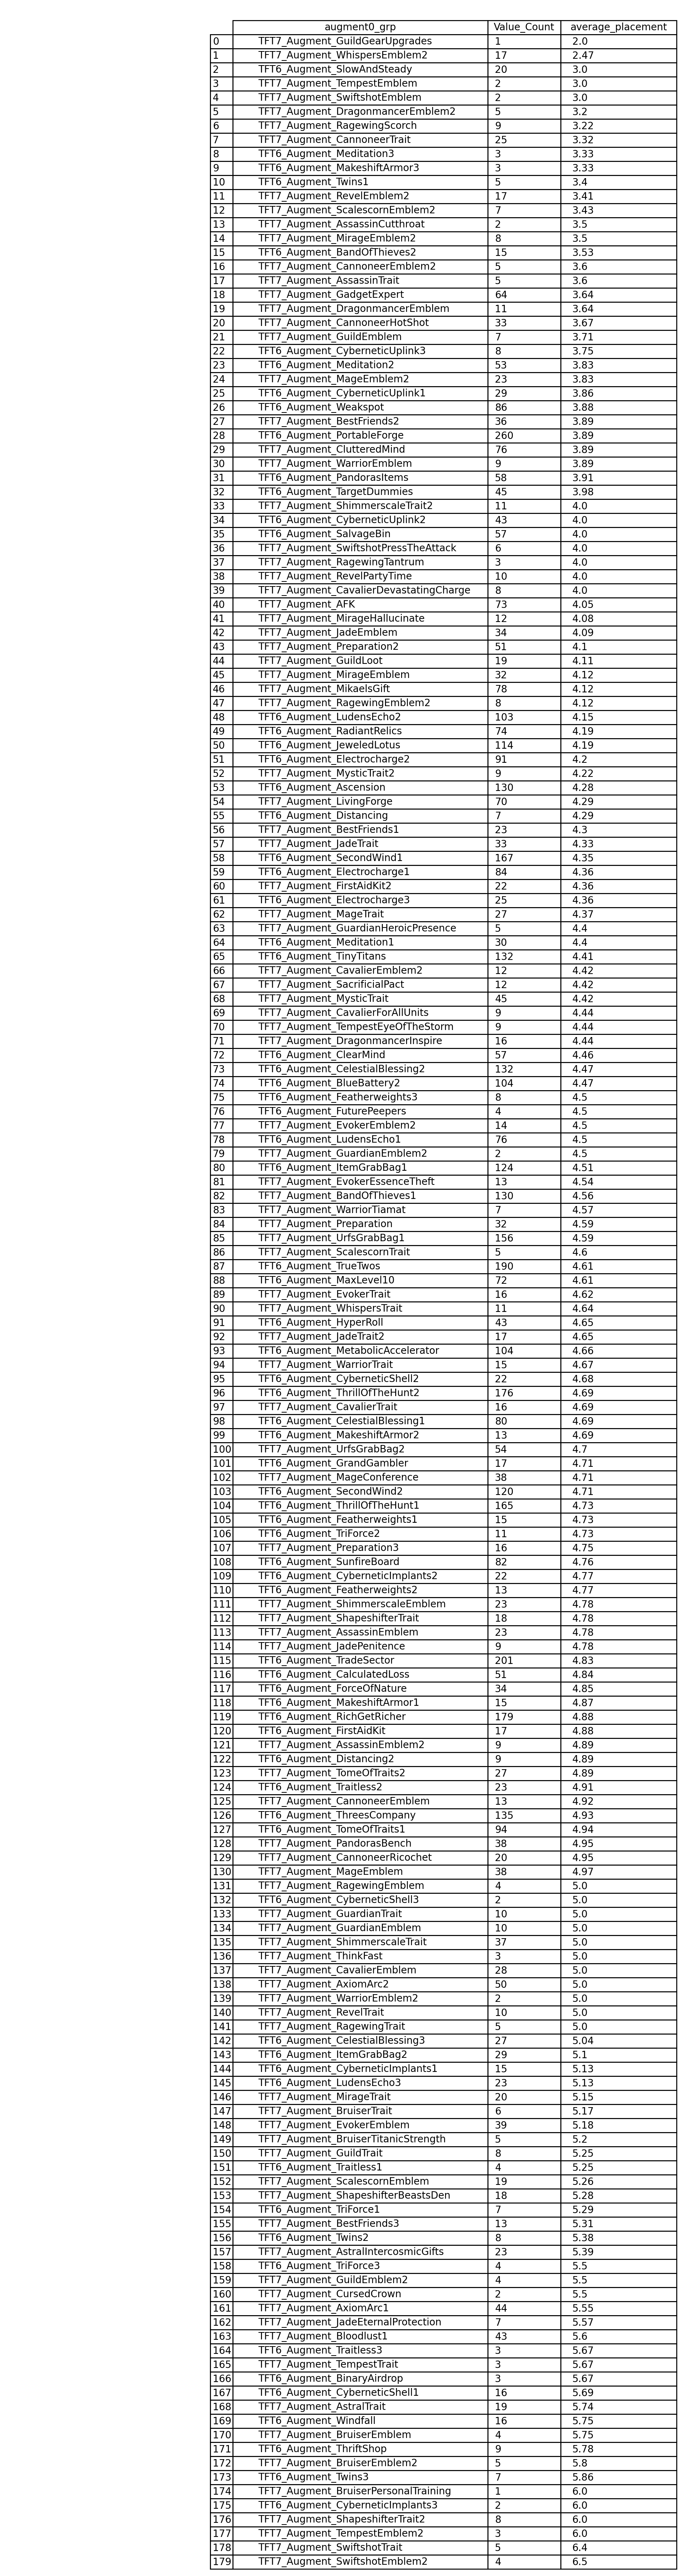 augment0_grp Value_Count average_placement
0 TFT7_Augment_GuildGearUpgrades 1 2.0
1 TFT7_Augment_WhispersEmblem2 17 2.47
2 TFT6_Augment_SlowAndSteady 20 3.0
3 TFT7_Augment_TempestEmblem 2 3.0
4 TFT7_Augment_SwiftshotEmblem 2 3.0
5 TFT7_Augment_DragonmancerEmblem2 5 3.2
6 TFT7_Augment_RagewingScorch 9 3.22
7 TFT7_Augment_CannoneerTrait 25 3.32
8 TFT6_Augment_Meditation3 3 3.33
9 TFT6_Augment_MakeshiftArmor3 3 3.33
10 TFT6_Augment_Twins1 5 3.4
11 TFT7_Augment_RevelEmblem2 17 3.41
12 TFT7_Augment_ScalescornEmblem2 7 3.43
13 TFT7_Augment_AssassinCutthroat 2 3.5
14 TFT7_Augment_MirageEmblem2 8 3.5
15 TFT6_Augment_BandOfThieves2 15 3.53
16 TFT7_Augment_CannoneerEmblem2 5 3.6
17 TFT7_Augment_AssassinTrait 5 3.6
18 TFT7_Augment_GadgetExpert 64 3.64
19 TFT7_Augment_DragonmancerEmblem 11 3.64
20 TFT7_Augment_CannoneerHotShot 33 3.67
21 TFT7_Augment_GuildEmblem 7 3.71
22 TFT6_Augment_CyberneticUplink3 8 3.75
23 TFT6_Augment_Meditation2 53 3.83
24 TFT7_Augment_MageEmblem2 23 3.83
25 TFT6_Augment_CyberneticUplink1 29 3.86
26 TFT6_Augment_Weakspot 86 3.88
27 TFT7_Augment_BestFriends2 36 3.89
28 TFT6_Augment_PortableForge 260 3.89
29 TFT7_Augment_ClutteredMind 76 3.89
30 TFT7_Augment_WarriorEmblem 9 3.89
31 TFT6_Augment_PandorasItems 58 3.91
32 TFT6_Augment_TargetDummies 45 3.98
33 TFT7_Augment_ShimmerscaleTrait2 11 4.0
34 TFT6_Augment_CyberneticUplink2 43 4.0
35 TFT6_Augment_SalvageBin 57 4.0
36 TFT7_Augment_SwiftshotPressTheAttack 6 4.0
37 TFT7_Augment_RagewingTantrum 3 4.0
38 TFT7_Augment_RevelPartyTime 10 4.0
39 TFT7_Augment_CavalierDevastatingCharge 8 4.0
40 TFT7_Augment_AFK 73 4.05
41 TFT7_Augment_MirageHallucinate 12 4.08
42 TFT7_Augment_JadeEmblem 34 4.09
43 TFT7_Augment_Preparation2 51 4.1
44 TFT7_Augment_GuildLoot 19 4.11
45 TFT7_Augment_MirageEmblem 32 4.12
46 TFT7_Augment_MikaelsGift 78 4.12
47 TFT7_Augment_RagewingEmblem2 8 4.12
48 TFT6_Augment_LudensEcho2 103 4.15
49 TFT6_Augment_RadiantRelics 74 4.19
50 TFT6_Augment_JeweledLotus 114 4.19
51 TFT6_Augment_Electrocharge2 91 4.2
52 TFT7_Augment_MysticTrait2 9 4.22
53 TFT6_Augment_Ascension 130 4.28
54 TFT7_Augment_LivingForge 70 4.29
55 TFT6_Augment_Distancing 7 4.29
56 TFT7_Augment_BestFriends1 23 4.3
57 TFT7_Augment_JadeTrait 33 4.33
58 TFT6_Augment_SecondWind1 167 4.35
59 TFT6_Augment_Electrocharge1 84 4.36
60 TFT7_Augment_FirstAidKit2 22 4.36
61 TFT6_Augment_Electrocharge3 25 4.36
62 TFT7_Augment_MageTrait 27 4.37
63 TFT7_Augment_GuardianHeroicPresence 5 4.4
64 TFT6_Augment_Meditation1 30 4.4
65 TFT6_Augment_TinyTitans 132 4.41
66 TFT7_Augment_CavalierEmblem2 12 4.42
67 TFT7_Augment_SacrificialPact 12 4.42
68 TFT7_Augment_MysticTrait 45 4.42
69 TFT7_Augment_CavalierForAllUnits 9 4.44
70 TFT7_Augment_TempestEyeOfTheStorm 9 4.44
71 TFT7_Augment_DragonmancerInspire 16 4.44
72 TFT6_Augment_ClearMind 57 4.46
73 TFT6_Augment_CelestialBlessing2 132 4.47
74 TFT6_Augment_BlueBattery2 104 4.47
75 TFT6_Augment_Featherweights3 8 4.5
76 TFT6_Augment_FuturePeepers 4 4.5
77 TFT7_Augment_EvokerEmblem2 14 4.5
78 TFT6_Augment_LudensEcho1 76 4.5
79 TFT7_Augment_GuardianEmblem2 2 4.5
80 TFT6_Augment_ItemGrabBag1 124 4.51
81 TFT7_Augment_EvokerEssenceTheft 13 4.54
82 TFT7_Augment_BandOfThieves1 130 4.56
83 TFT7_Augment_WarriorTiamat 7 4.57
84 TFT7_Augment_Preparation 32 4.59
85 TFT7_Augment_UrfsGrabBag1 156 4.59
86 TFT7_Augment_ScalescornTrait 5 4.6
87 TFT6_Augment_TrueTwos 190 4.61
88 TFT6_Augment_MaxLevel10 72 4.61
89 TFT7_Augment_EvokerTrait 16 4.62
90 TFT7_Augment_WhispersTrait 11 4.64
91 TFT6_Augment_HyperRoll 43 4.65
92 TFT7_Augment_JadeTrait2 17 4.65
93 TFT6_Augment_MetabolicAccelerator 104 4.66
94 TFT7_Augment_WarriorTrait 15 4.67
95 TFT6_Augment_CyberneticShell2 22 4.68
96 TFT6_Augment_ThrillOfTheHunt2 176 4.69
97 TFT7_Augment_CavalierTrait 16 4.69
98 TFT6_Augment_CelestialBlessing1 80 4.69
99 TFT6_Augment_MakeshiftArmor2 13 4.69
100 TFT7_Augment_UrfsGrabBag2 54 4.7
101 TFT6_Augment_GrandGambler 17 4.71
102 TFT7_Augment_MageConference 38 4.71
103 TFT6_Augment_SecondWind2 120 4.71
104 TFT6_Augment_ThrillOfTheHunt1 165 4.73
105 TFT6_Augment_Featherweights1 15 4.73
106 TFT6_Augment_TriForce2 11 4.73
107 TFT7_Augment_Preparation3 16 4.75
108 TFT6_Augment_SunfireBoard 82 4.76
109 TFT6_Augment_CyberneticImplants2 22 4.77
110 TFT6_Augment_Featherweights2 13 4.77
111 TFT7_Augment_ShimmerscaleEmblem 23 4.78
112 TFT7_Augment_ShapeshifterTrait 18 4.78
113 TFT7_Augment_AssassinEmblem 23 4.78
114 TFT7_Augment_JadePenitence 9 4.78
115 TFT6_Augment_TradeSector 201 4.83
116 TFT6_Augment_CalculatedLoss 51 4.84
117 TFT6_Augment_ForceOfNature 34 4.85
118 TFT6_Augment_MakeshiftArmor1 15 4.87
119 TFT6_Augment_RichGetRicher 179 4.88
120 TFT6_Augment_FirstAidKit 17 4.88
121 TFT7_Augment_AssassinEmblem2 9 4.89
122 TFT6_Augment_Distancing2 9 4.89
123 TFT7_Augment_TomeOfTraits2 27 4.89
124 TFT6_Augment_Traitless2 23 4.91
125 TFT7_Augment_CannoneerEmblem 13 4.92
126 TFT6_Augment_ThreesCompany 135 4.93
127 TFT6_Augment_TomeOfTraits1 94 4.94
128 TFT7_Augment_PandorasBench 38 4.95
129 TFT7_Augment_CannoneerRicochet 20 4.95
130 TFT7_Augment_MageEmblem 38 4.97
131 TFT7_Augment_RagewingEmblem 4 5.0
132 TFT6_Augment_CyberneticShell3 2 5.0
133 TFT7_Augment_GuardianTrait 10 5.0
134 TFT7_Augment_GuardianEmblem 10 5.0
135 TFT7_Augment_ShimmerscaleTrait 37 5.0
136 TFT7_Augment_ThinkFast 3 5.0
137 TFT7_Augment_CavalierEmblem 28 5.0
138 TFT7_Augment_AxiomArc2 50 5.0
139 TFT7_Augment_WarriorEmblem2 2 5.0
140 TFT7_Augment_RevelTrait 10 5.0
141 TFT7_Augment_RagewingTrait 5 5.0
142 TFT6_Augment_CelestialBlessing3 27 5.04
143 TFT6_Augment_ItemGrabBag2 29 5.1
144 TFT6_Augment_CyberneticImplants1 15 5.13
145 TFT6_Augment_LudensEcho3 23 5.13
146 TFT7_Augment_MirageTrait 20 5.15
147 TFT7_Augment_BruiserTrait 6 5.17
148 TFT7_Augment_EvokerEmblem 39 5.18
149 TFT7_Augment_BruiserTitanicStrength 5 5.2
150 TFT7_Augment_GuildTrait 8 5.25
151 TFT6_Augment_Traitless1 4 5.25
152 TFT7_Augment_ScalescornEmblem 19 5.26
153 TFT7_Augment_ShapeshifterBeastsDen 18 5.28
154 TFT6_Augment_TriForce1 7 5.29
155 TFT7_Augment_BestFriends3 13 5.31
156 TFT6_Augment_Twins2 8 5.38
157 TFT7_Augment_AstralIntercosmicGifts 23 5.39
158 TFT6_Augment_TriForce3 4 5.5
159 TFT7_Augment_GuildEmblem2 4 5.5
160 TFT7_Augment_CursedCrown 2 5.5
161 TFT7_Augment_AxiomArc1 44 5.55
162 TFT7_Augment_JadeEternalProtection 7 5.57
163 TFT7_Augment_Bloodlust1 43 5.6
164 TFT6_Augment_Traitless3 3 5.67
165 TFT7_Augment_TempestTrait 3 5.67
166 TFT6_Augment_BinaryAirdrop 3 5.67
167 TFT6_Augment_CyberneticShell1 16 5.69
168 TFT7_Augment_AstralTrait 19 5.74
169 TFT6_Augment_Windfall 16 5.75
170 TFT7_Augment_BruiserEmblem 4 5.75
171 TFT6_Augment_ThriftShop 9 5.78
172 TFT7_Augment_BruiserEmblem2 5 5.8
173 TFT6_Augment_Twins3 7 5.86
174 TFT7_Augment_BruiserPersonalTraining 1 6.0
175 TFT6_Augment_CyberneticImplants3 2 6.0
176 TFT7_Augment_ShapeshifterTrait2 8 6.0
177 TFT7_Augment_TempestEmblem2 3 6.0
178 TFT7_Augment_SwiftshotTrait 5 6.4
179 TFT7_Augment_SwiftshotEmblem2 4 6.5